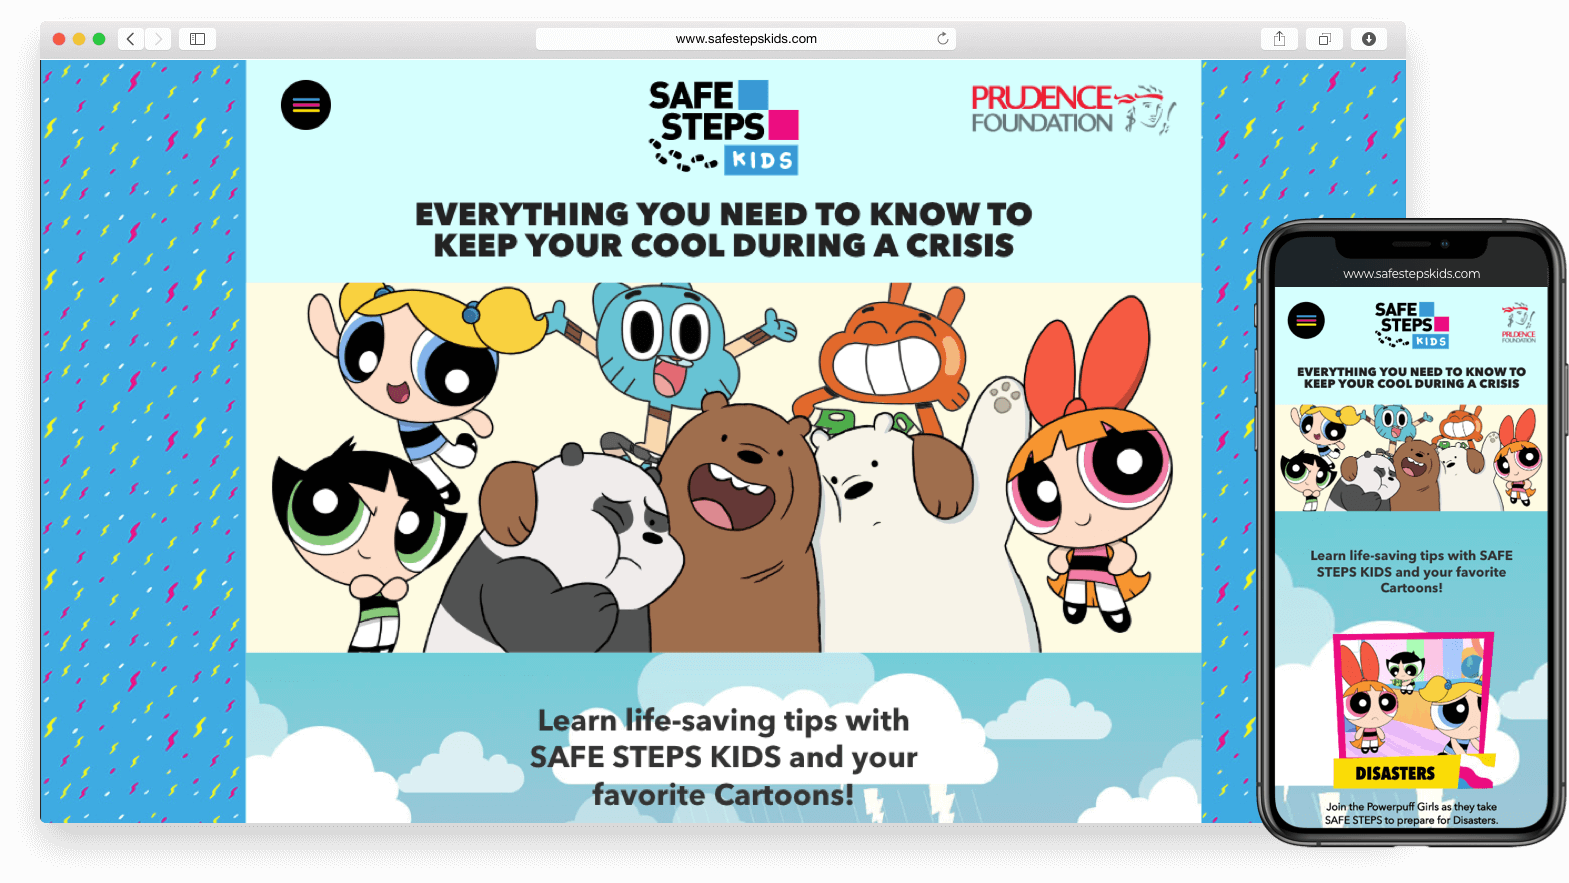 www.safestepskids.com
SAFE
STEPS
KIDS
PRUDENCE
FOUNDATION
EVERYTHING YOU NEED TO KNOW TO
KEEP YOUR COOL DURING A CRISIS
Learn life-saving tips with
SAFE STEPS KIDS and your
favorite Cartoons!
www.safestepskids.com
SAFE
STEPS
KIDS
PRUDENCE
FOUNDATION
EVERYTHING YOU NEED TO KNOW TO
KEEP YOUR COOL DURING A CRISIS
Learn life-saving tips with SAFE
STEPS KIDS and your favorite
Cartoons!
DISASTERS
Join the Powerpuff Girls as they take
SAFE STEPS to prepare for Disasters.